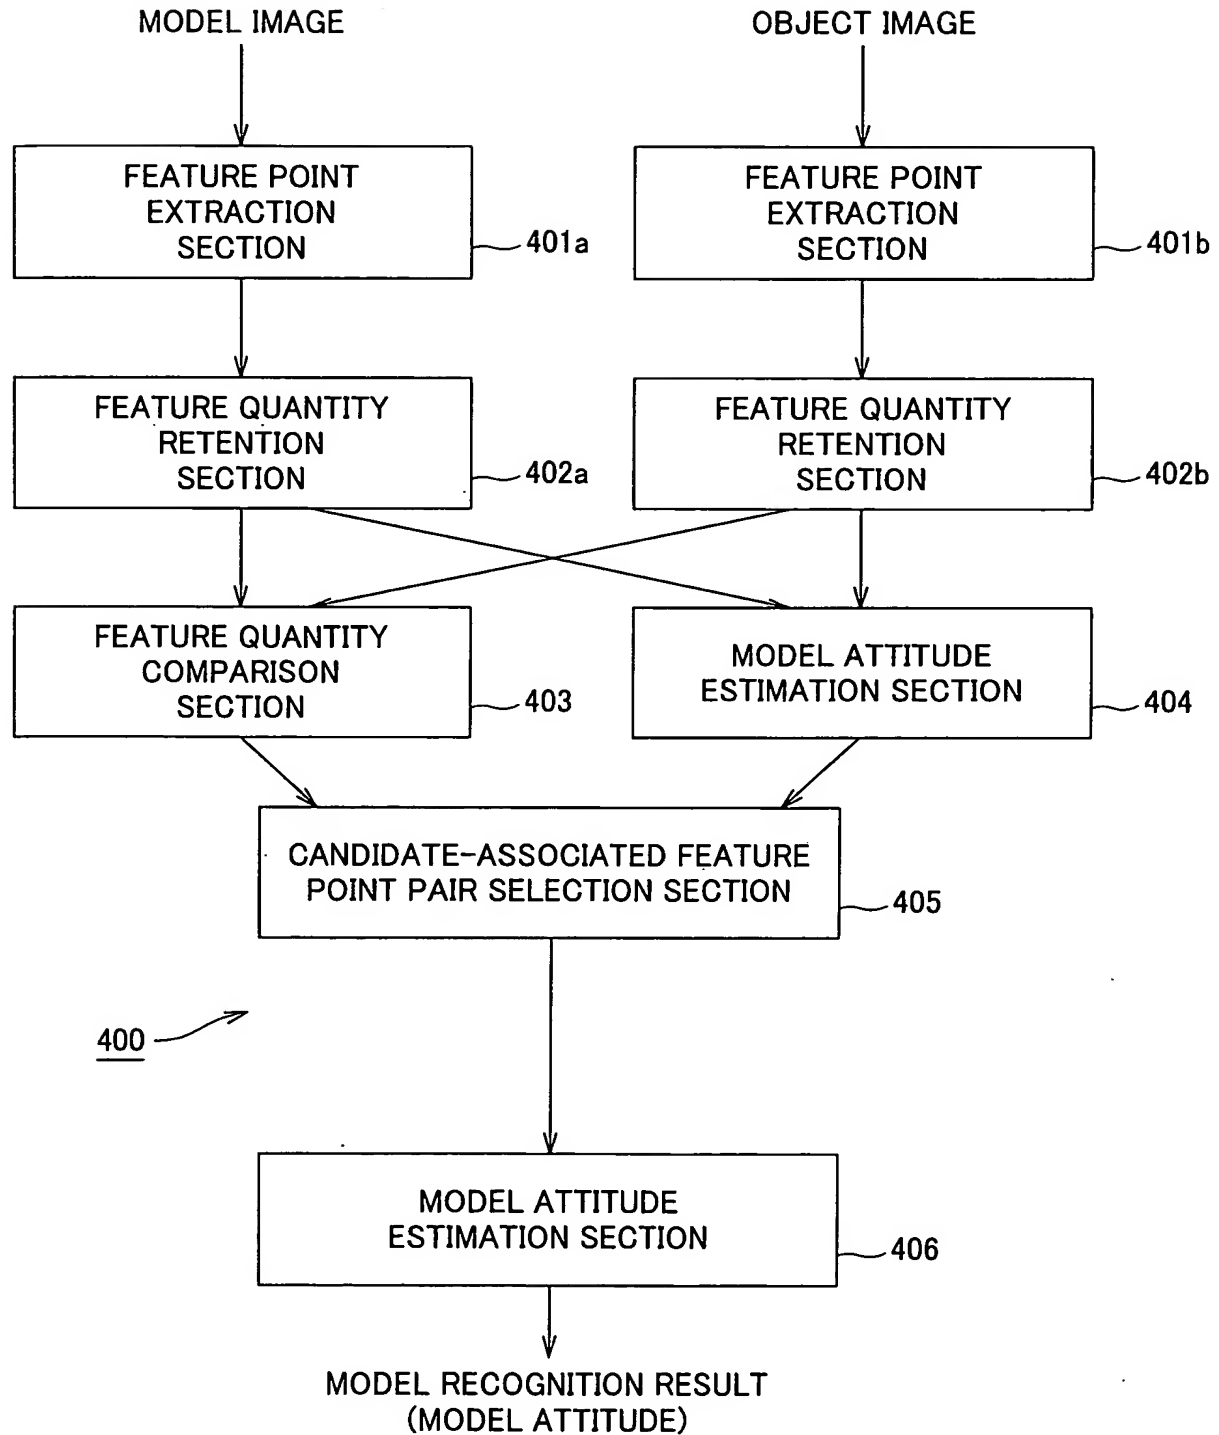 MODEL IMAGE
OBJECT IMAGE
FEATURE POINT
EXTRACTION
SECTION
401a
FEATURE POINT
EXTRACTION
SECTION
401b
FEATURE QUANTITY
RETENTION
SECTION
402a
FEATURE QUANTITY
RETENTION
SECTION
402b
FEATURE QUANTITY
COMPARISON
SECTION
403
MODEL ATTITUDE
ESTIMATION SECTION
404
CANDIDATE-ASSOCIATED FEATURE
POINT PAIR SELECTION SECTION
405
400
MODEL ATTITUDE
ESTIMATION SECTION
406
MODEL RECOGNITION RESULT
(MODEL ATTITUDE)